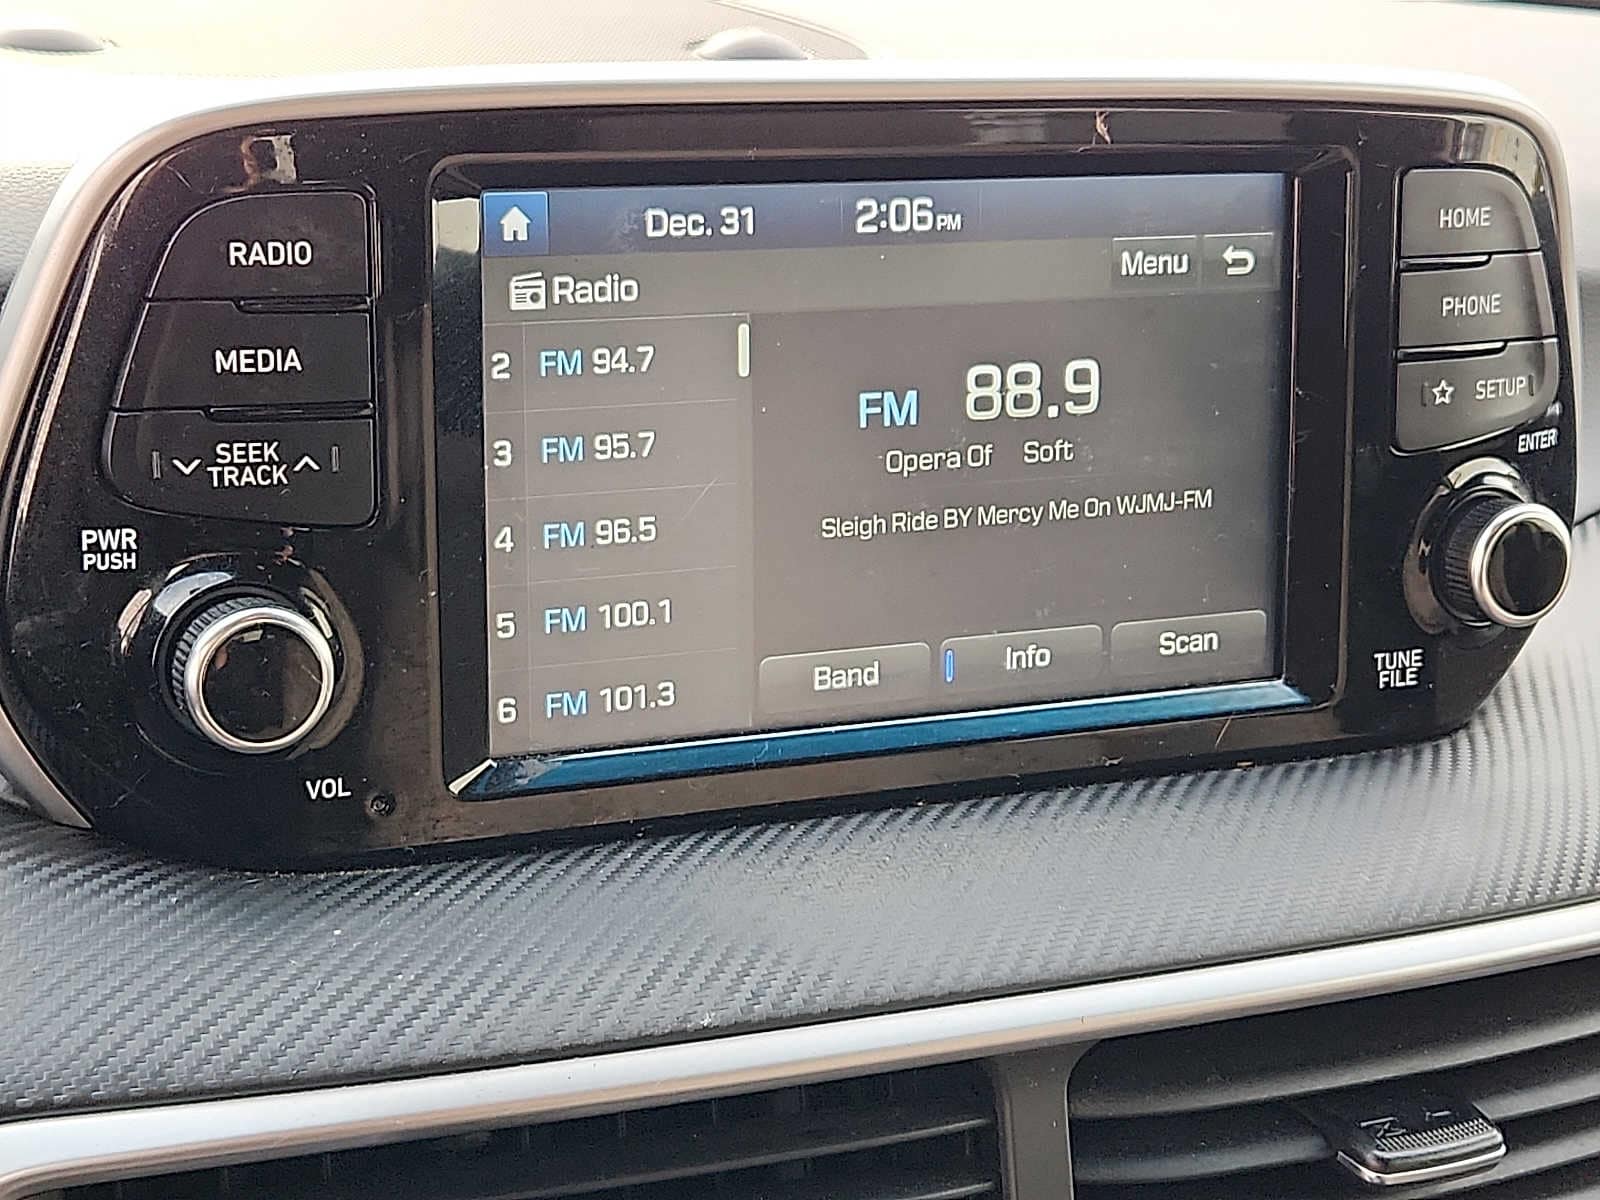 RADIO
MEDIA
SEEK
TRACK
PWR
PUSH
VOL
Dec. 31 2:06 PM
Radio
Menu
2 FM 94.7
3 FM 95.7
4 FM 96.5
5 FM 100.1
6 FM 101.3
FM 88.9
Opera Of Soft
Sleigh Ride BY Mercy Me On WJMJ-FM
Band Info Scan
HOME
PHONE
SETUP
ENTER
TUNE
FILE